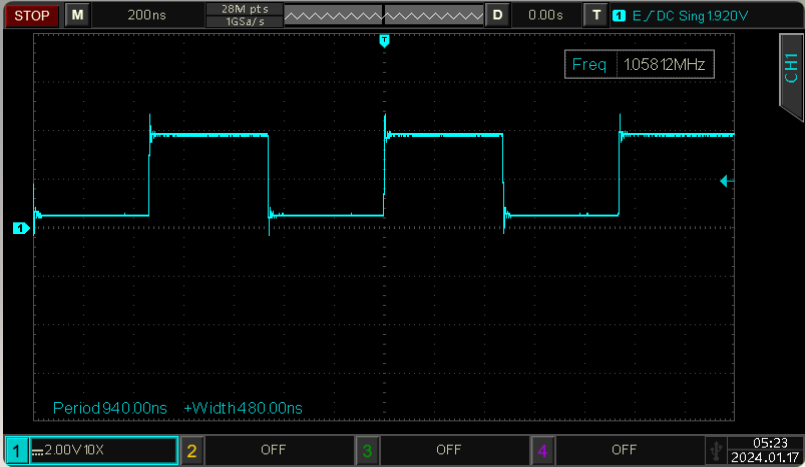 STOP M 200ns 28M pts D 0.00s T 1 E DC Sing 1.920V
1GSa/s
T
Freq 1.05812MHz
CH1
1
Period 940.00ns +Width 480.00ns
1 2.00V 10X 2 OFF 3 OFF 4 OFF 05:23
2024.01.17